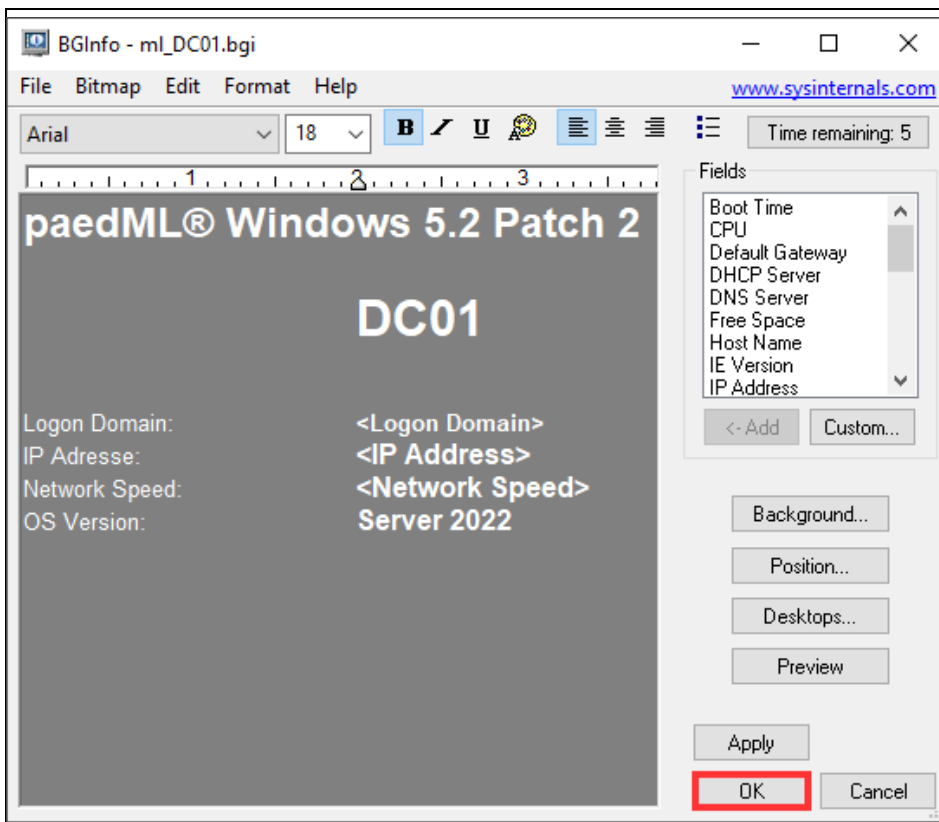 BGInfo - ml_DC01.bgi
File Bitmap Edit Format Help www.sysinternals.com
Arial 18 B I U Time remaining: 5
1 2 3
paedML® Windows 5.2 Patch 2
DC01
Logon Domain: <Logon Domain>
IP Adresse: <IP Address>
Network Speed: <Network Speed>
OS Version: Server 2022
Fields
Boot Time
CPU
Default Gateway
DHCP Server
DNS Server
Free Space
Host Name
IE Version
IP Address
<- Add Custom...
Background...
Position...
Desktops...
Preview
Apply
OK Cancel